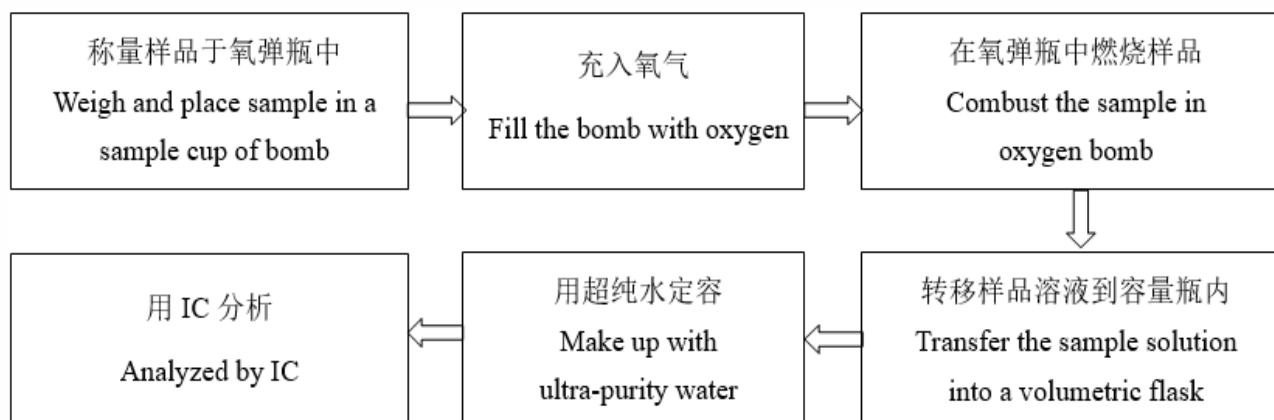 称量样品于氧弹瓶中
Weigh and place sample in a
sample cup of bomb
充入氧气
Fill the bomb with oxygen
在氧弹瓶中燃烧样品
Combust the sample in
oxygen bomb
转移样品溶液到容量瓶内
Transfer the sample solution
into a volumetric flask
用超纯水定容
Make up with
ultra-purity water
用 IC 分析
Analyzed by IC